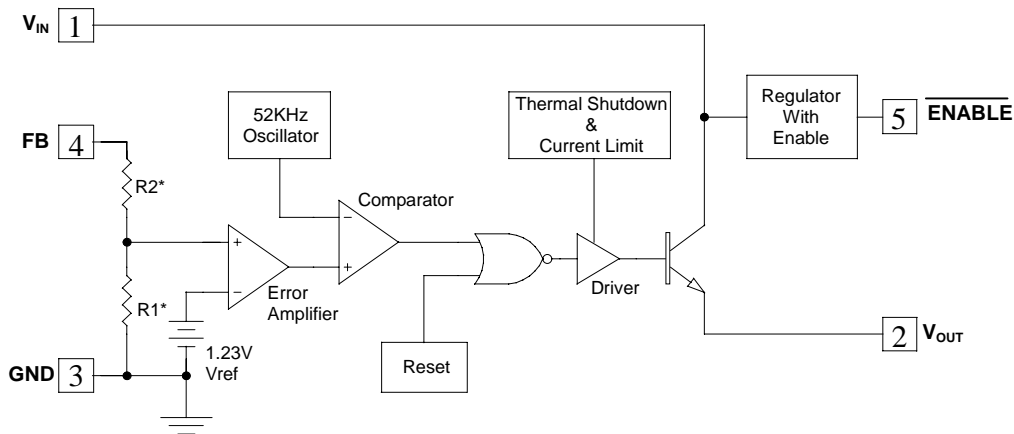 VIN 1
52KHz
Oscillator
Thermal Shutdown
&
Current Limit
Regulator
With
Enable
5 ENABLE
FB 4
R2*
Comparator
−
+
+
−
Error
Amplifier
Driver
R1*
1.23V
Vref
Reset
2 VOUT
GND 3